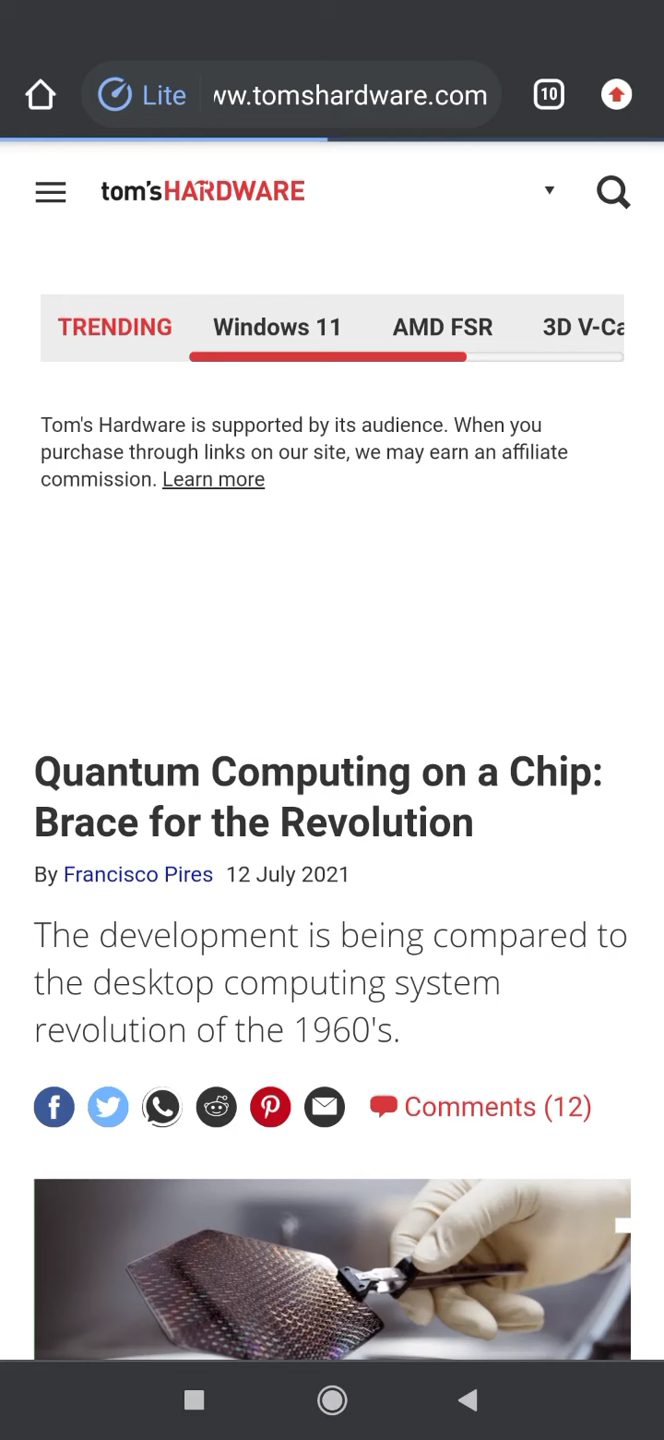 Lite ww.tomshardware.com 10
tom'sHARDWARE
TRENDING Windows 11 AMD FSR 3D V-Ca
Tom's Hardware is supported by its audience. When you
purchase through links on our site, we may earn an affiliate
commission. Learn more
Quantum Computing on a Chip:
Brace for the Revolution
By Francisco Pires 12 July 2021
The development is being compared to
the desktop computing system
revolution of the 1960's.
Comments (12)